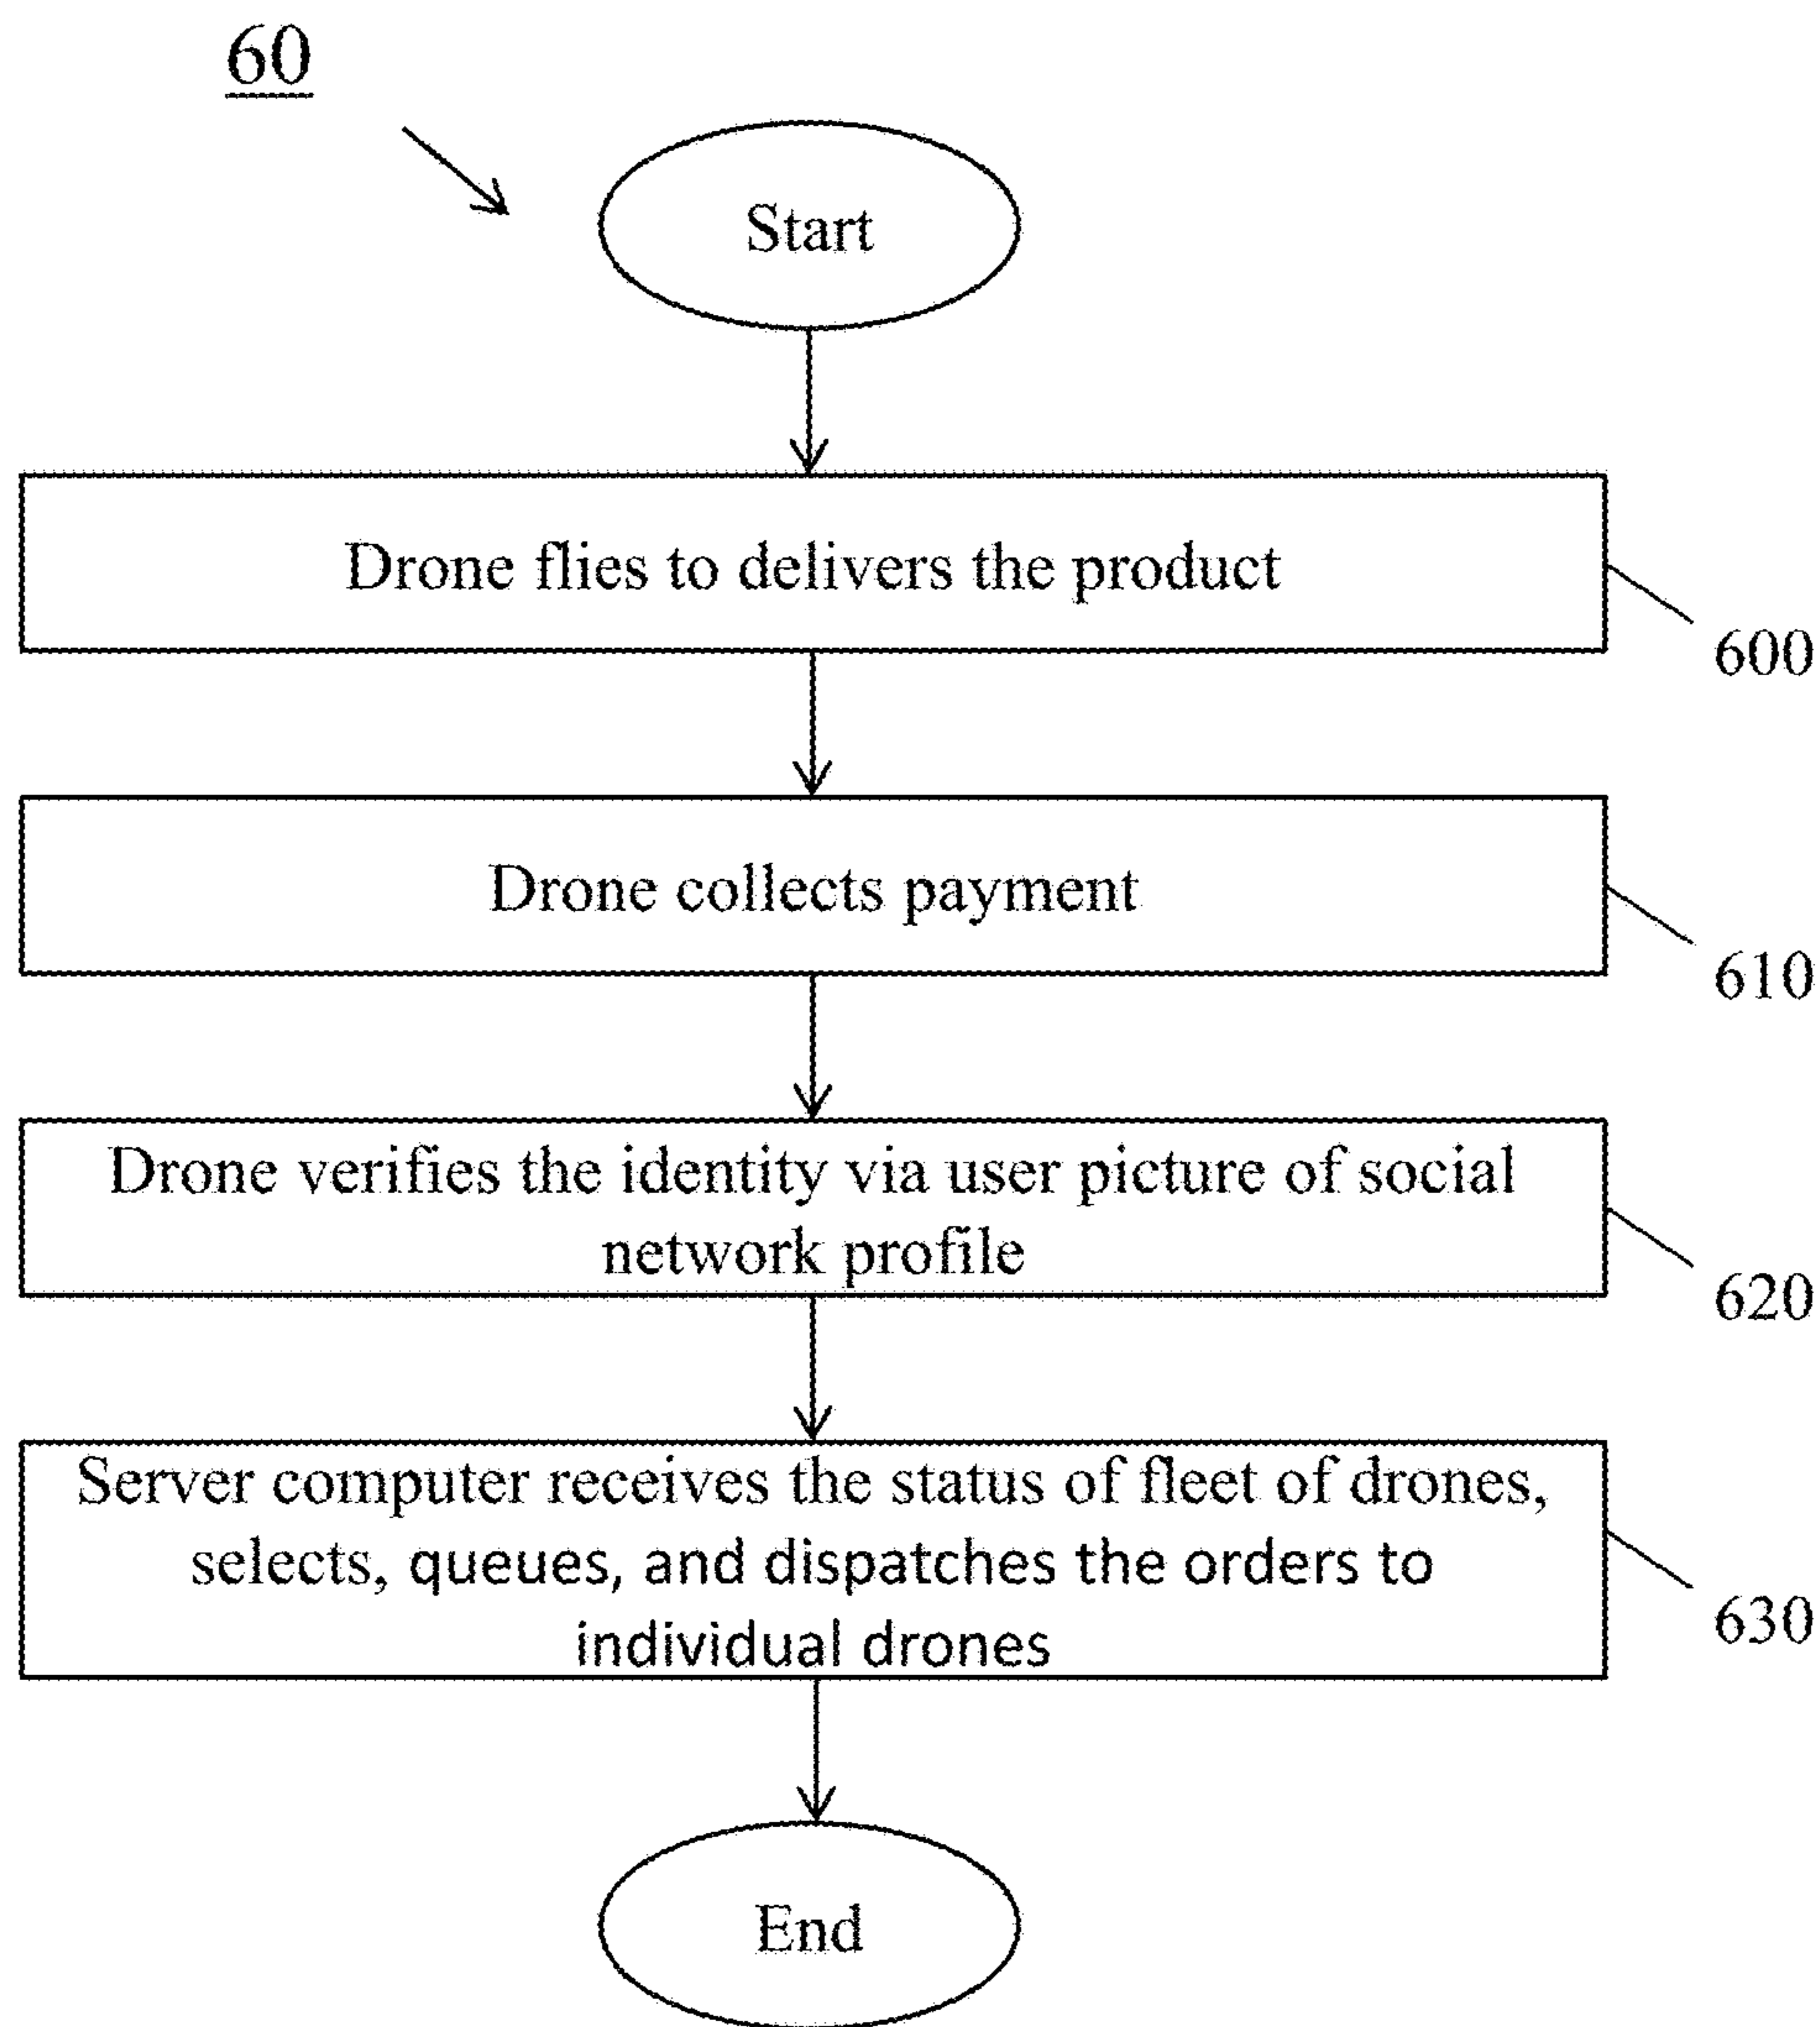 60
Start
Drone flies to delivers the product
600
Drone collects payment
610
Drone verifies the identity via user picture of social
network profile
620
Server computer receives the status of fleet of drones,
selects, queues, and dispatches the orders to
individual drones
630
End